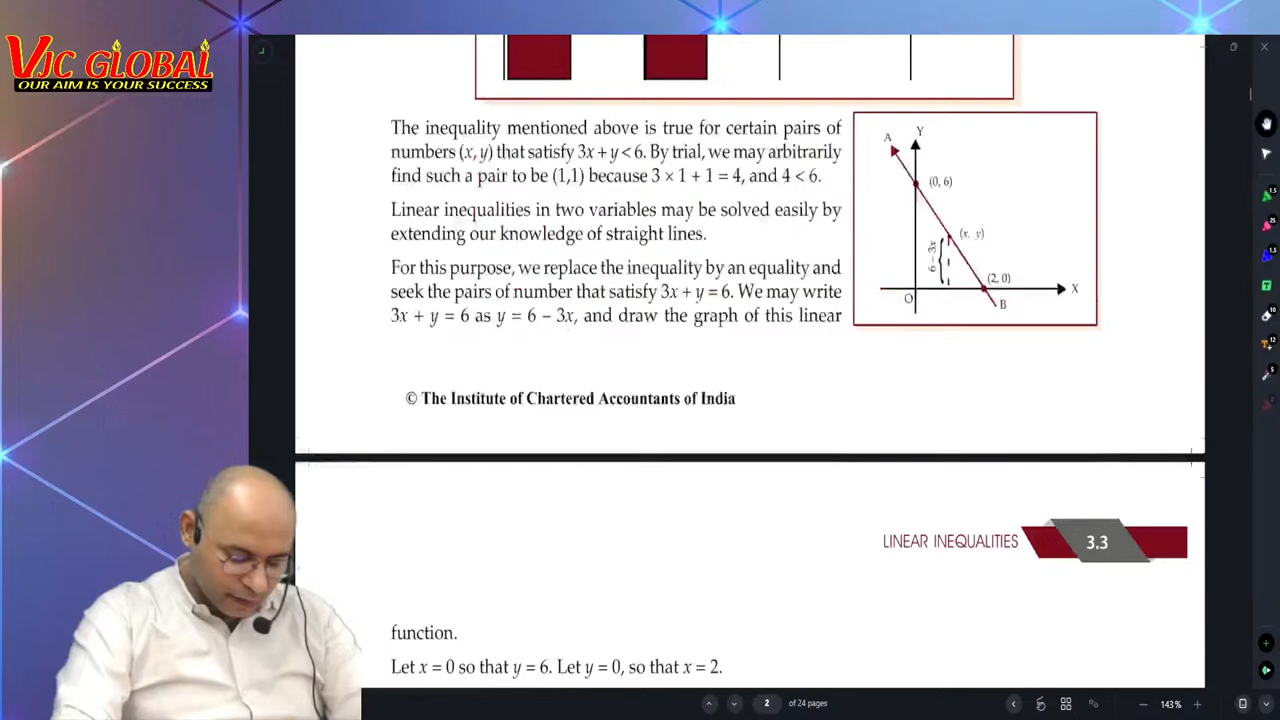 VJC GLOBAL
OUR AIM IS YOUR SUCCESS
The inequality mentioned above is true for certain pairs of
numbers (x, y) that satisfy 3x + y < 6. By trial, we may arbitrarily
find such a pair to be (1,1) because 3 × 1 + 1 = 4, and 4 < 6.
Linear inequalities in two variables may be solved easily by
extending our knowledge of straight lines.
For this purpose, we replace the inequality by an equality and
seek the pairs of number that satisfy 3x + y = 6. We may write
3x + y = 6 as y = 6 – 3x, and draw the graph of this linear
A
Y
(0, 6)
(x, y)
6 – 3x
(2, 0)
O
X
B
© The Institute of Chartered Accountants of India
LINEAR INEQUALITIES 3.3
function.
Let x = 0 so that y = 6. Let y = 0, so that x = 2.
2 of 24 pages
143%